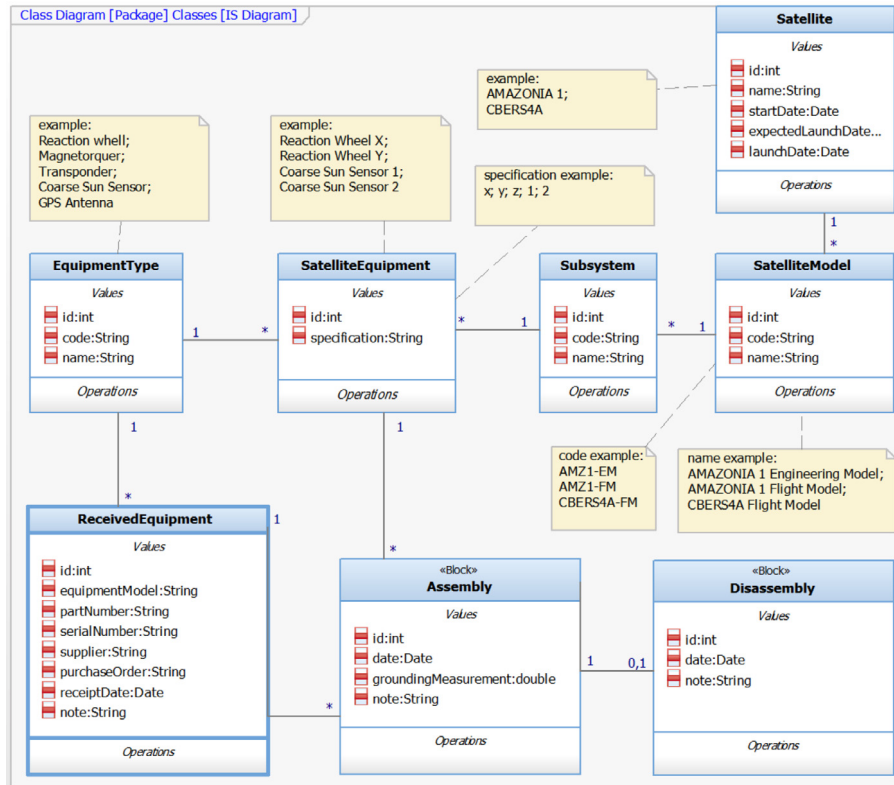 Class Diagram [Package] Classes [IS Diagram]
Satellite
Values
id:int
name:String
startDate:Date
expectedLaunchDate...
launchDate:Date
Operations
example:
AMAZONIA 1;
CBERS4A
example:
Reaction whell;
Magnetorquer;
Transponder;
Coarse Sun Sensor;
GPS Antenna
example:
Reaction Wheel X;
Reaction Wheel Y;
Coarse Sun Sensor 1;
Coarse Sun Sensor 2
specification example:
x; y; z; 1; 2
1
*
EquipmentType
Values
id:int
code:String
name:String
Operations
1
*
SatelliteEquipment
Values
id:int
specification:String
Operations
*
1
Subsystem
Values
id:int
code:String
name:String
Operations
*
1
SatelliteModel
Values
id:int
code:String
name:String
Operations
1
*
1
*
code example:
AMZ1-EM
AMZ1-FM
CBERS4A-FM
name example:
AMAZONIA 1 Engineering Model;
AMAZONIA 1 Flight Model;
CBERS4A Flight Model
ReceivedEquipment
Values
id:int
equipmentModel:String
partNumber:String
serialNumber:String
supplier:String
purchaseOrder:String
receiptDate:Date
note:String
Operations
1
*
«Block»
Assembly
Values
id:int
date:Date
groundingMeasurement:double
note:String
Operations
1
0,1
«Block»
Disassembly
Values
id:int
date:Date
note:String
Operations